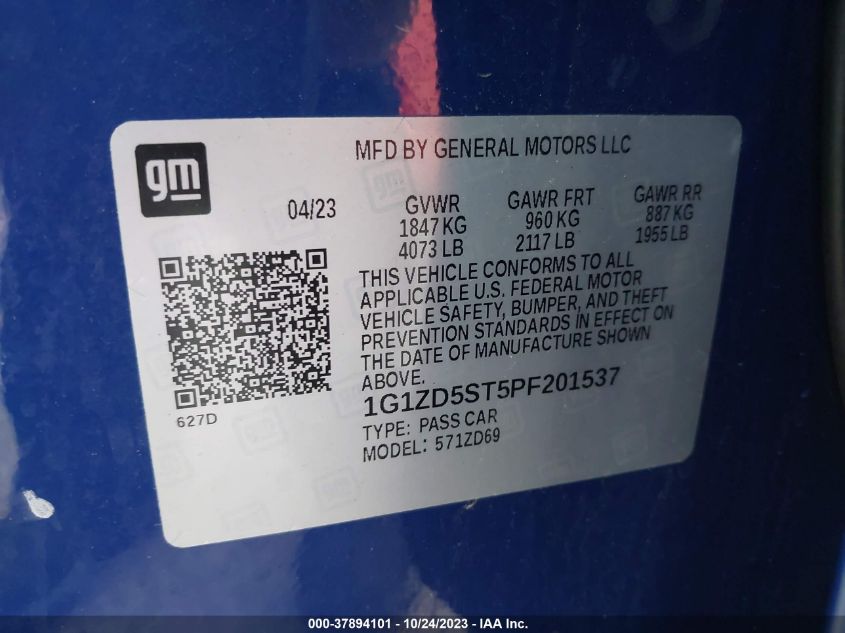 gm
MFD BY GENERAL MOTORS LLC
04/23 GVWR GAWR FRT GAWR RR
1847 KG 960 KG 887 KG
4073 LB 2117 LB 1955 LB
THIS VEHICLE CONFORMS TO ALL
APPLICABLE U.S. FEDERAL MOTOR
VEHICLE SAFETY, BUMPER, AND THEFT
PREVENTION STANDARDS IN EFFECT ON
THE DATE OF MANUFACTURE SHOWN
ABOVE.
627D
1G1ZD5ST5PF201537
TYPE: PASS CAR
MODEL: 571ZD69
000-37894101 - 10/24/2023 - IAA Inc.